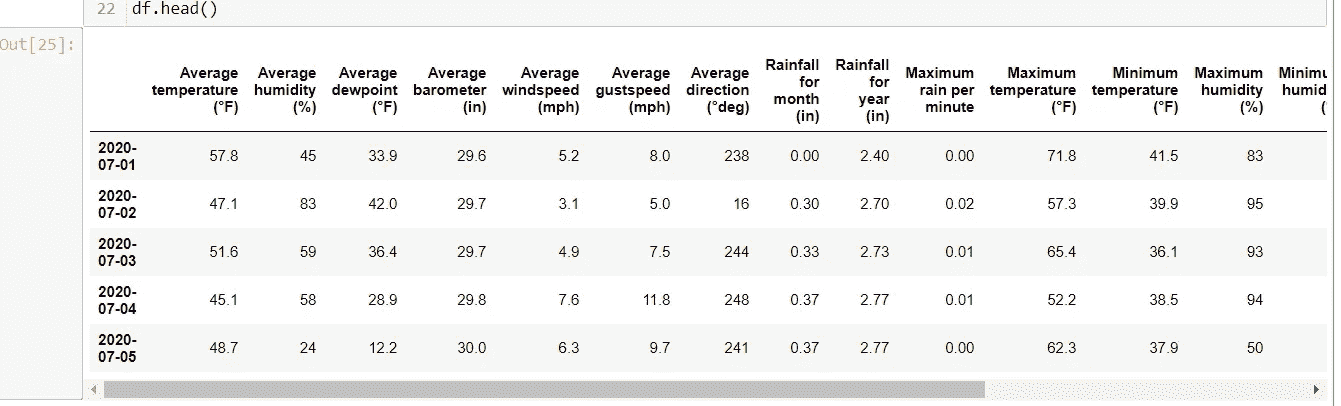 22 df.head()
Out[25]:
Average temperature (°F) Average humidity (%) Average dewpoint (°F) Average barometer (in) Average windspeed (mph) Average gustspeed (mph) Average direction (°deg) Rainfall for month (in) Rainfall for year (in) Maximum rain per minute Maximum temperature (°F) Minimum temperature (°F) Maximum humidity (%)
2020-07-01 57.8 45 33.9 29.6 5.2 8.0 238 0.00 2.40 0.00 71.8 41.5 83
2020-07-02 47.1 83 42.0 29.7 3.1 5.0 16 0.30 2.70 0.02 57.3 39.9 95
2020-07-03 51.6 59 36.4 29.7 4.9 7.5 244 0.33 2.73 0.01 65.4 36.1 93
2020-07-04 45.1 58 28.9 29.8 7.6 11.8 248 0.37 2.77 0.01 52.2 38.5 94
2020-07-05 48.7 24 12.2 30.0 6.3 9.7 241 0.37 2.77 0.00 62.3 37.9 50